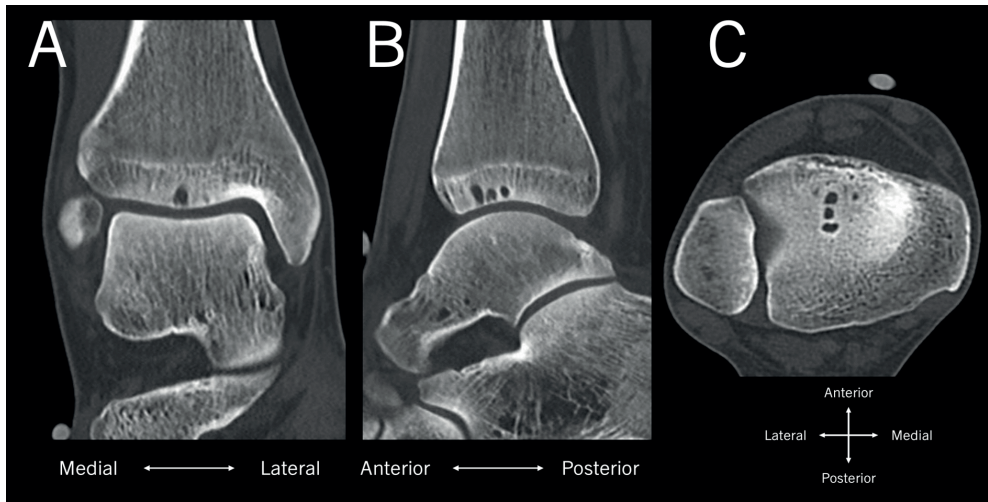 A
B
C
Medial
Lateral
Anterior
Posterior
Anterior
Lateral
Medial
Posterior